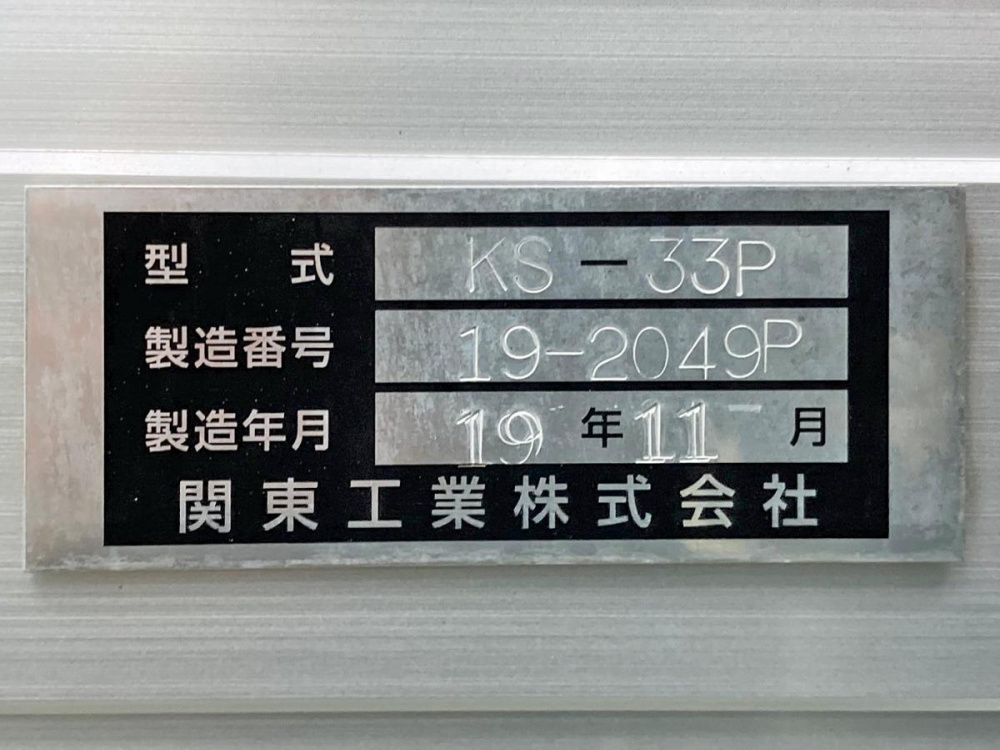 型式 KS-33P
製造番号 19-2049P
製造年月 19年11月
関東工業株式会社